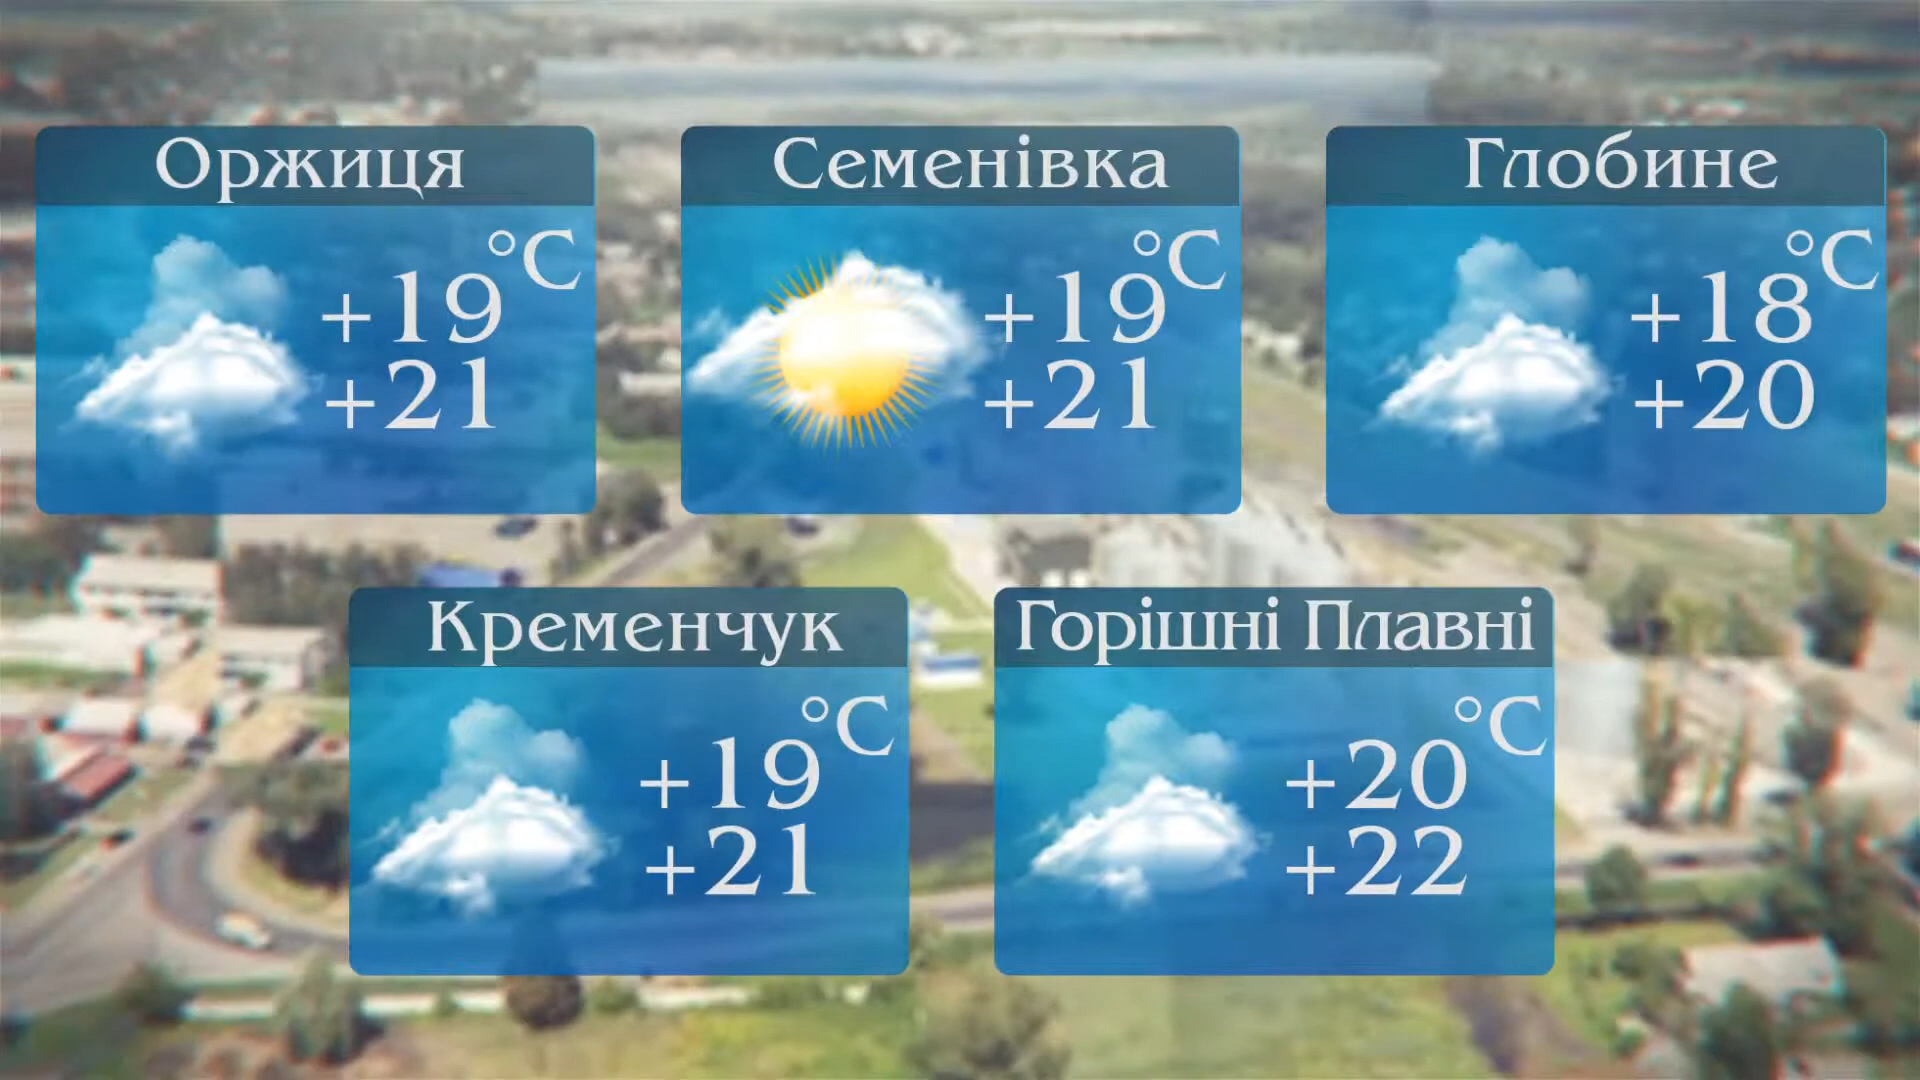 Оржиця
°C
+19
+21
Семенівка
°C
+19
+21
Глобине
°C
+18
+20
Кременчук
°C
+19
+21
Горішні Плавні
°C
+20
+22